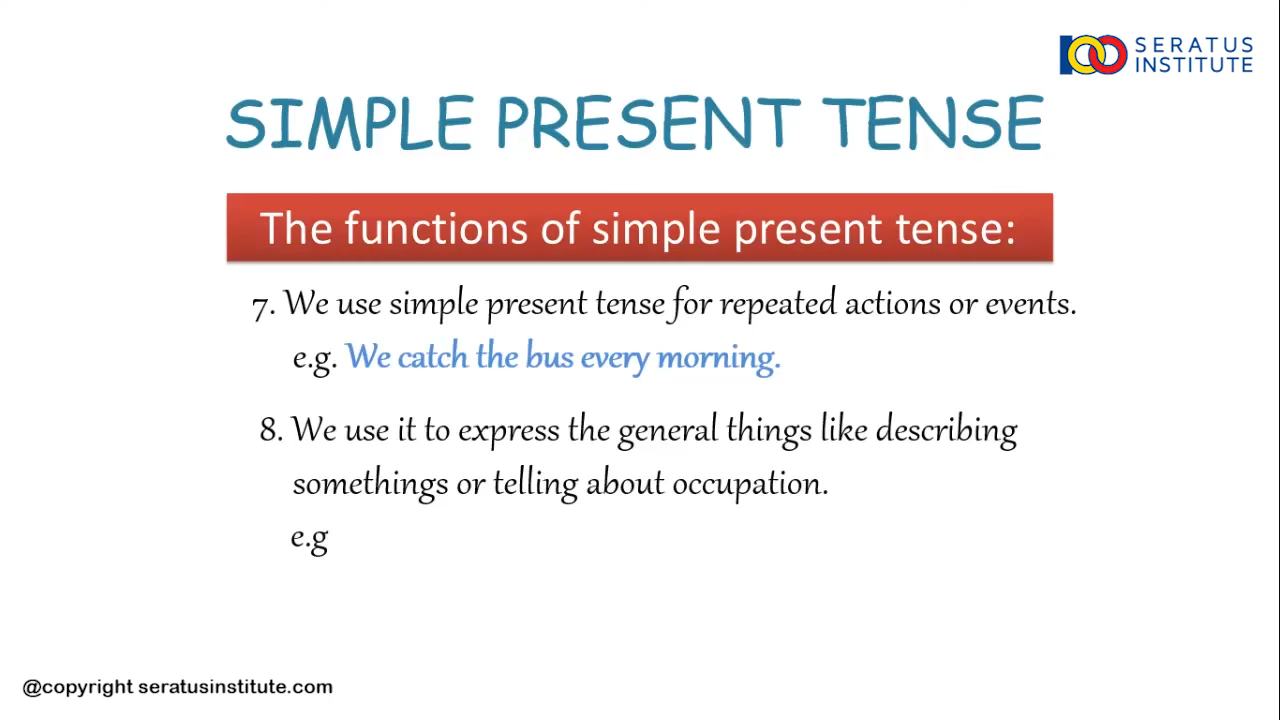 SERATUS
INSTITUTE
SIMPLE PRESENT TENSE
The functions of simple present tense:
7. We use simple present tense for repeated actions or events.
e.g. We catch the bus every morning.
8. We use it to express the general things like describing
somethings or telling about occupation.
e.g
@copyright seratusinstitute.com